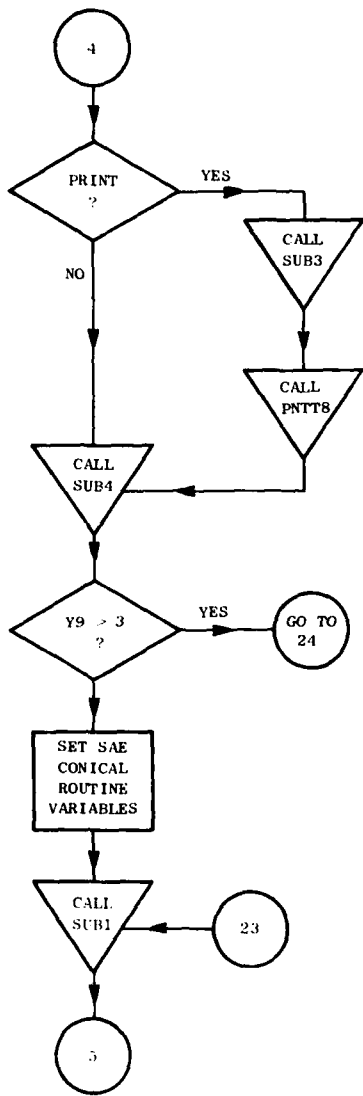 4
PRINT
?
YES
NO
CALL
SUB3
CALL
PNTT8
CALL
SUB4
Y9 > 3
?
YES
GO TO
24
SET SAE
CONICAL
ROUTINE
VARIABLES
CALL
SUB1
23
5